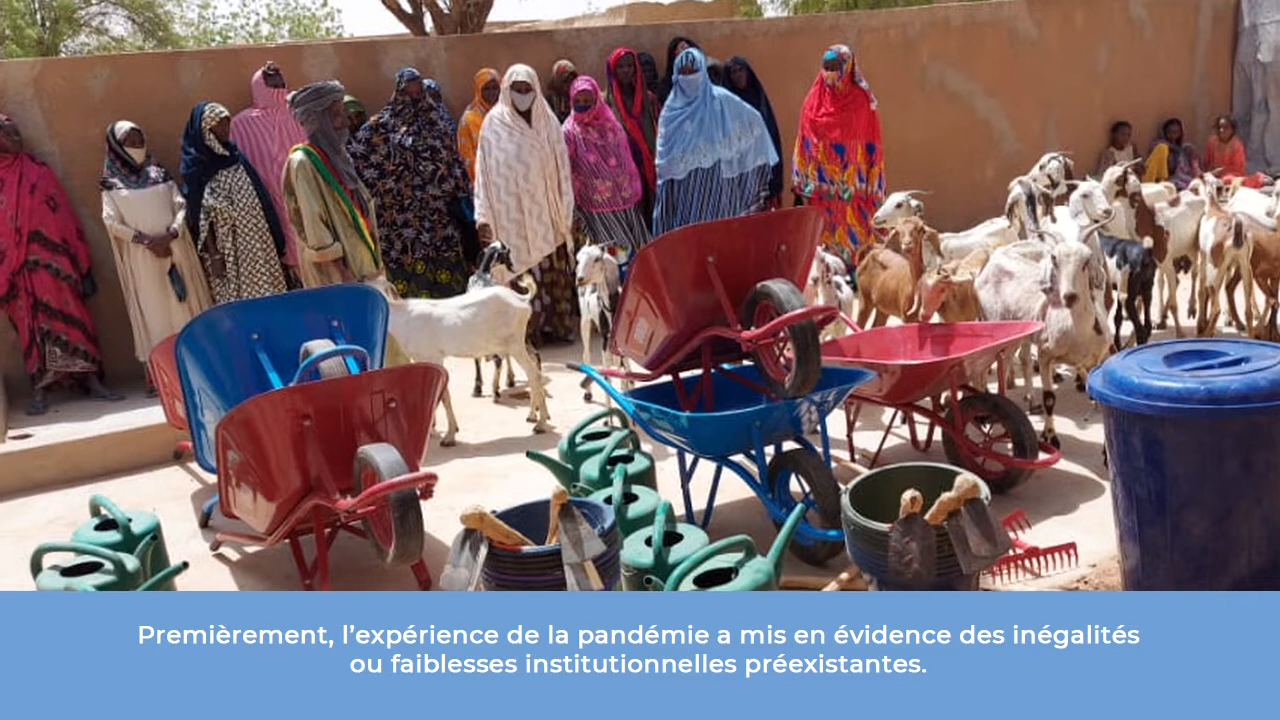 Premièrement, l’expérience de la pandémie a mis en évidence des inégalités
ou faiblesses institutionnelles préexistantes.